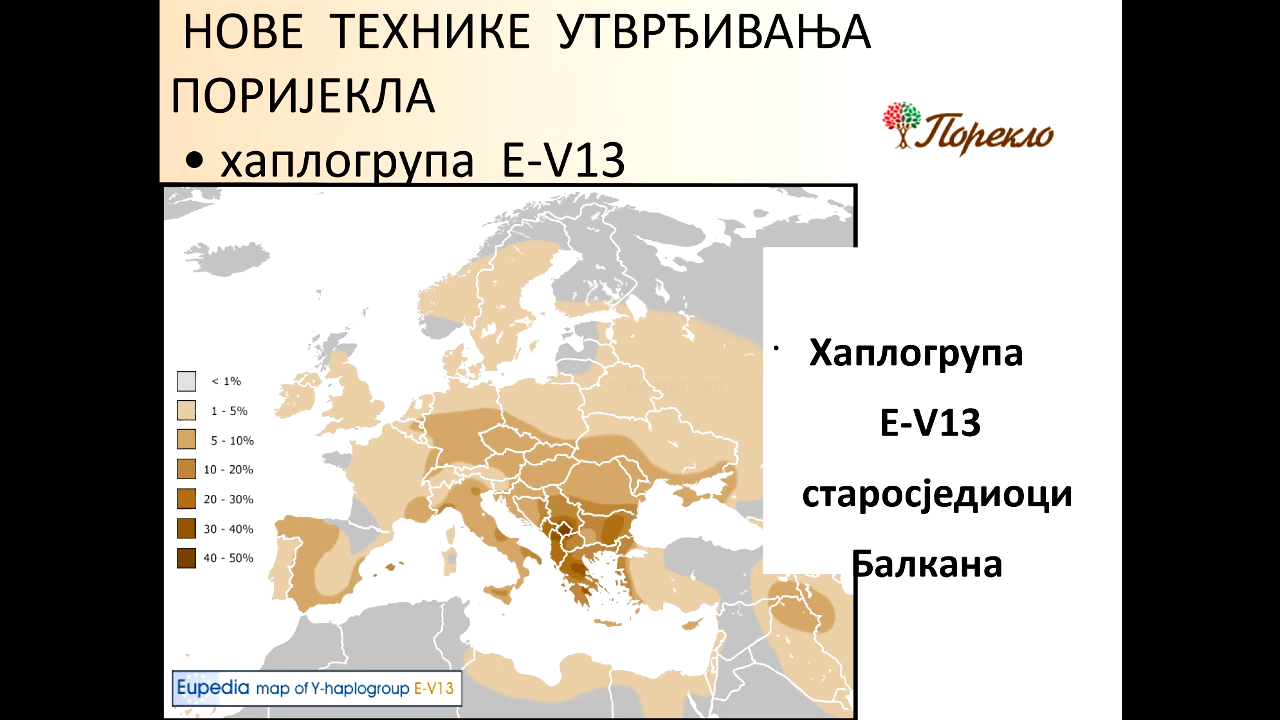 НОВЕ ТЕХНИКЕ УТВРЂИВАЊА
ПОРИЈЕКЛА
• хаплогрупа E-V13
Порекло
< 1%
1 - 5%
5 - 10%
10 - 20%
20 - 30%
30 - 40%
40 - 50%
Хаплогрупа
E-V13
старосједиоци
Балкана
Eupedia map of Y-haplogroup E-V13